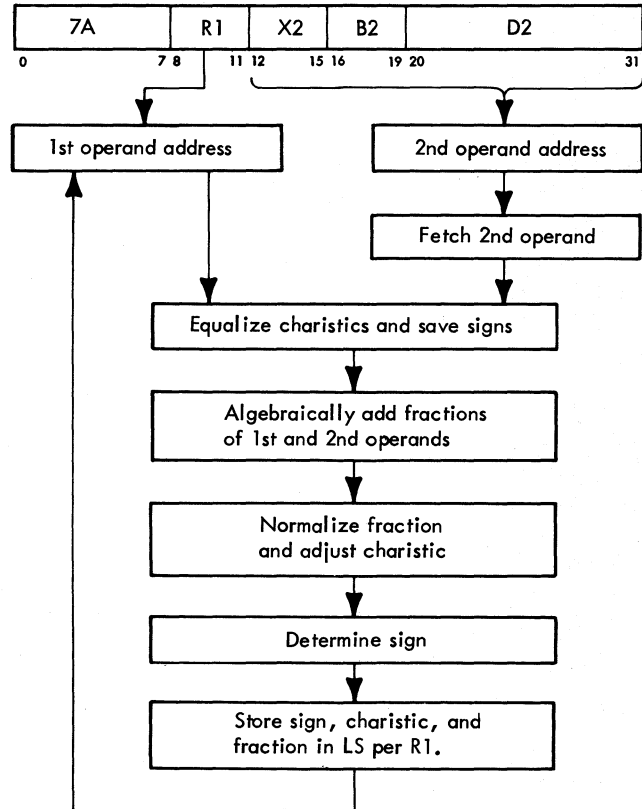 7A R1 X2 B2 D2
0 7 8 11 12 15 16 19 20 31
1st operand address
2nd operand address
Fetch 2nd operand
Equalize charistics and save signs
Algebraically add fractions
of 1st and 2nd operands
Normalize fraction
and adjust charistic
Determine sign
Store sign, charistic, and
fraction in LS per R1.